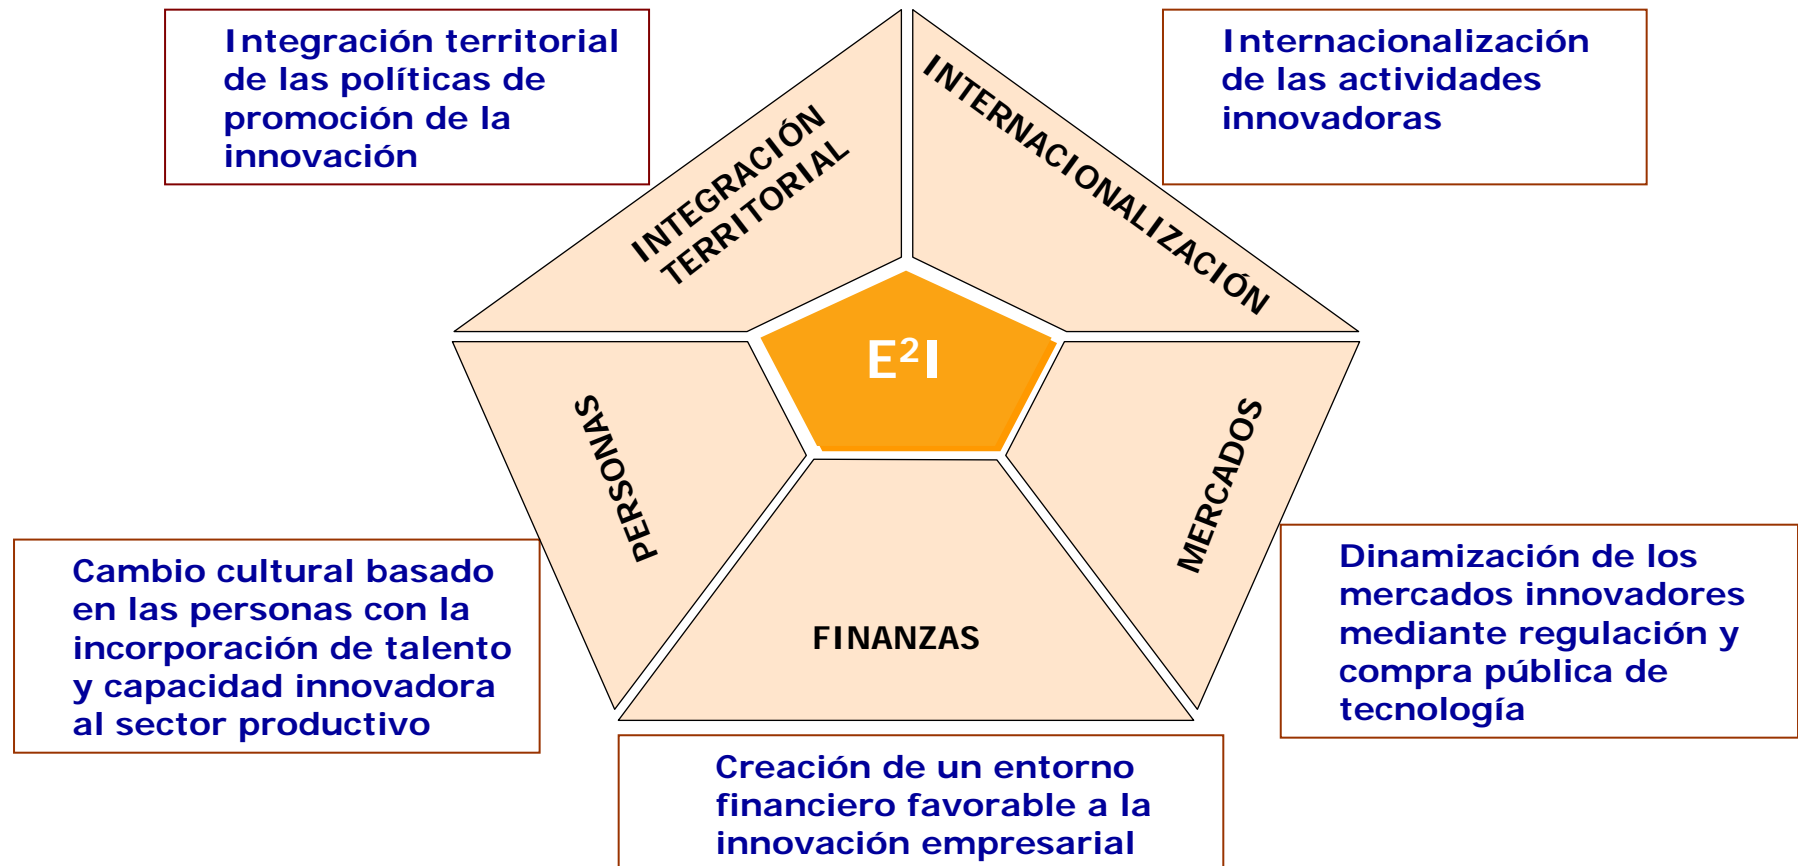 Integración territorial
de las políticas de
promoción de la
innovación
Internacionalización
de las actividades
innovadoras
INTEGRACIÓN
TERRITORIAL
INTERNACIONALIZACIÓN
E²I
PERSONAS
MERCADOS
FINANZAS
Cambio cultural basado
en las personas con la
incorporación de talento
y capacidad innovadora
al sector productivo
Dinamización de los
mercados innovadores
mediante regulación y
compra pública de
tecnología
Creación de un entorno
financiero favorable a la
innovación empresarial